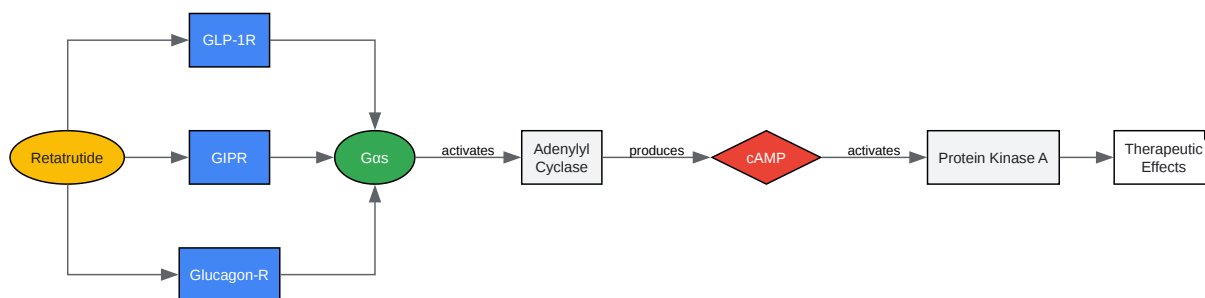 GLP-1R
Retatrutide
GIPR
Gαs
activates
Adenylyl
Cyclase
produces
cAMP
activates
Protein Kinase A
Therapeutic
Effects
Glucagon-R